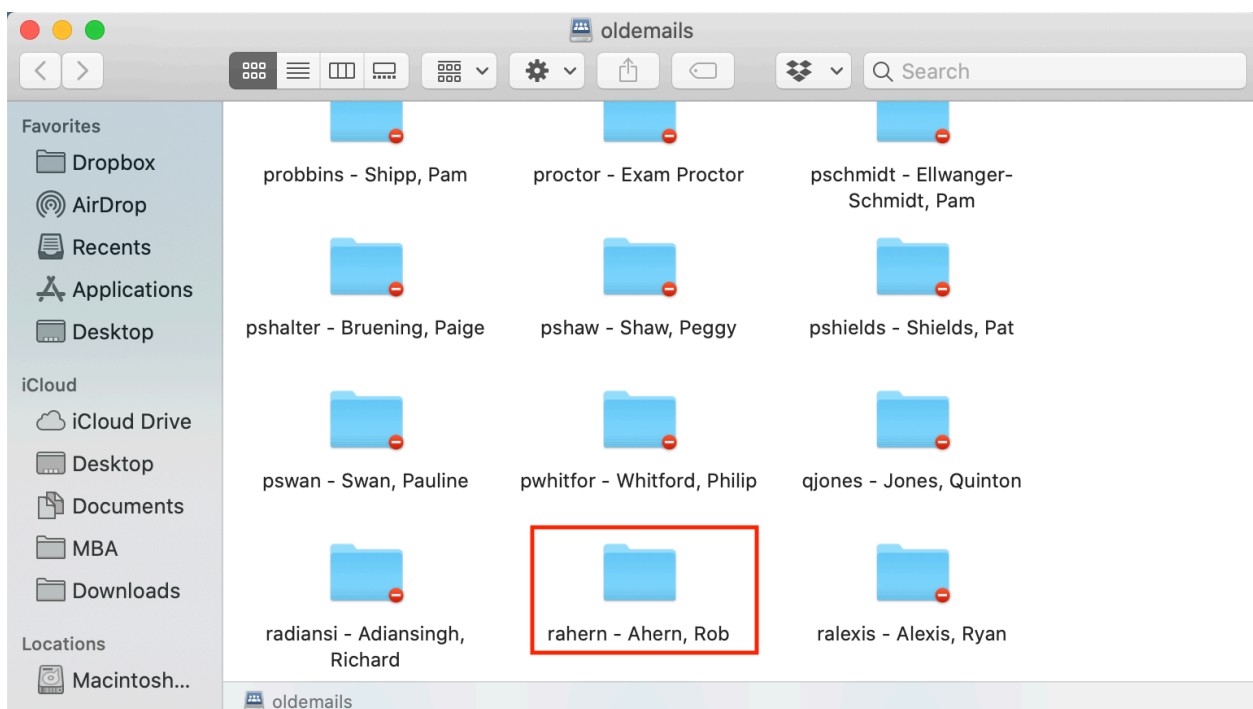 oldemails
Search
Favorites
Dropbox
AirDrop
Recents
Applications
Desktop
iCloud
iCloud Drive
Desktop
Documents
MBA
Downloads
Locations
Macintosh...
probbins - Shipp, Pam
proctor - Exam Proctor
pschmidt - Ellwanger-
Schmidt, Pam
pshalter - Bruening, Paige
pshaw - Shaw, Peggy
pshields - Shields, Pat
pswan - Swan, Pauline
pwhitfor - Whitford, Philip
qjones - Jones, Quinton
radiansi - Adiansingh,
Richard
rahern - Ahern, Rob
ralexis - Alexis, Ryan
oldemails